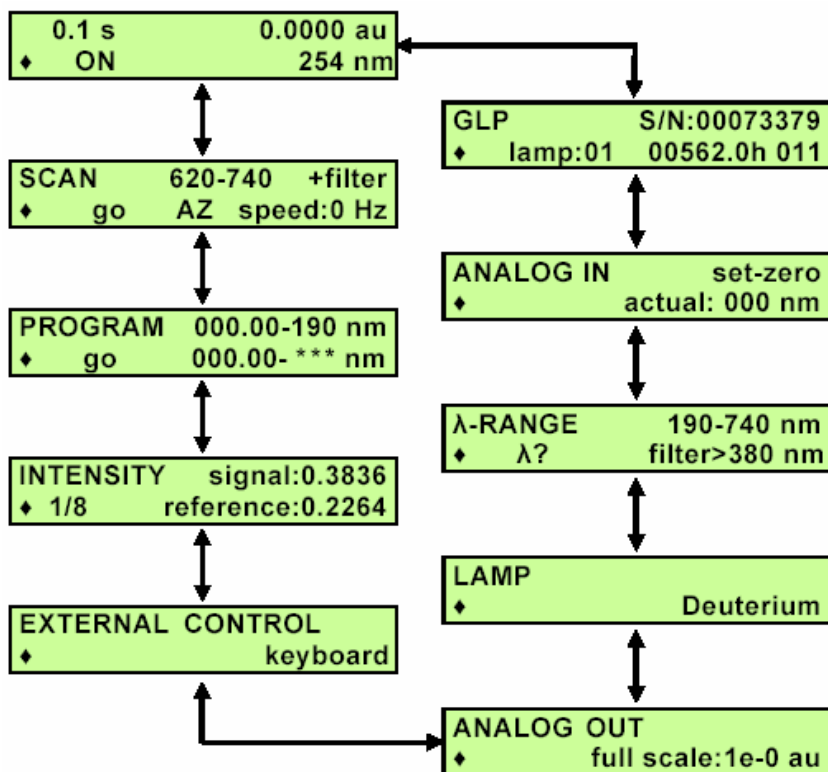 0.1 s 0.0000 au
♦ ON 254 nm
SCAN 620-740 +filter
♦ go AZ speed:0 Hz
PROGRAM 000.00-190 nm
♦ go 000.00- *** nm
INTENSITY signal:0.3836
♦ 1/8 reference:0.2264
EXTERNAL CONTROL
♦ keyboard
GLP S/N:00073379
♦ lamp:01 00562.0h 011
ANALOG IN set-zero
♦ actual: 000 nm
λ-RANGE 190-740 nm
♦ λ? filter>380 nm
LAMP
♦ Deuterium
ANALOG OUT
♦ full scale:1e-0 au